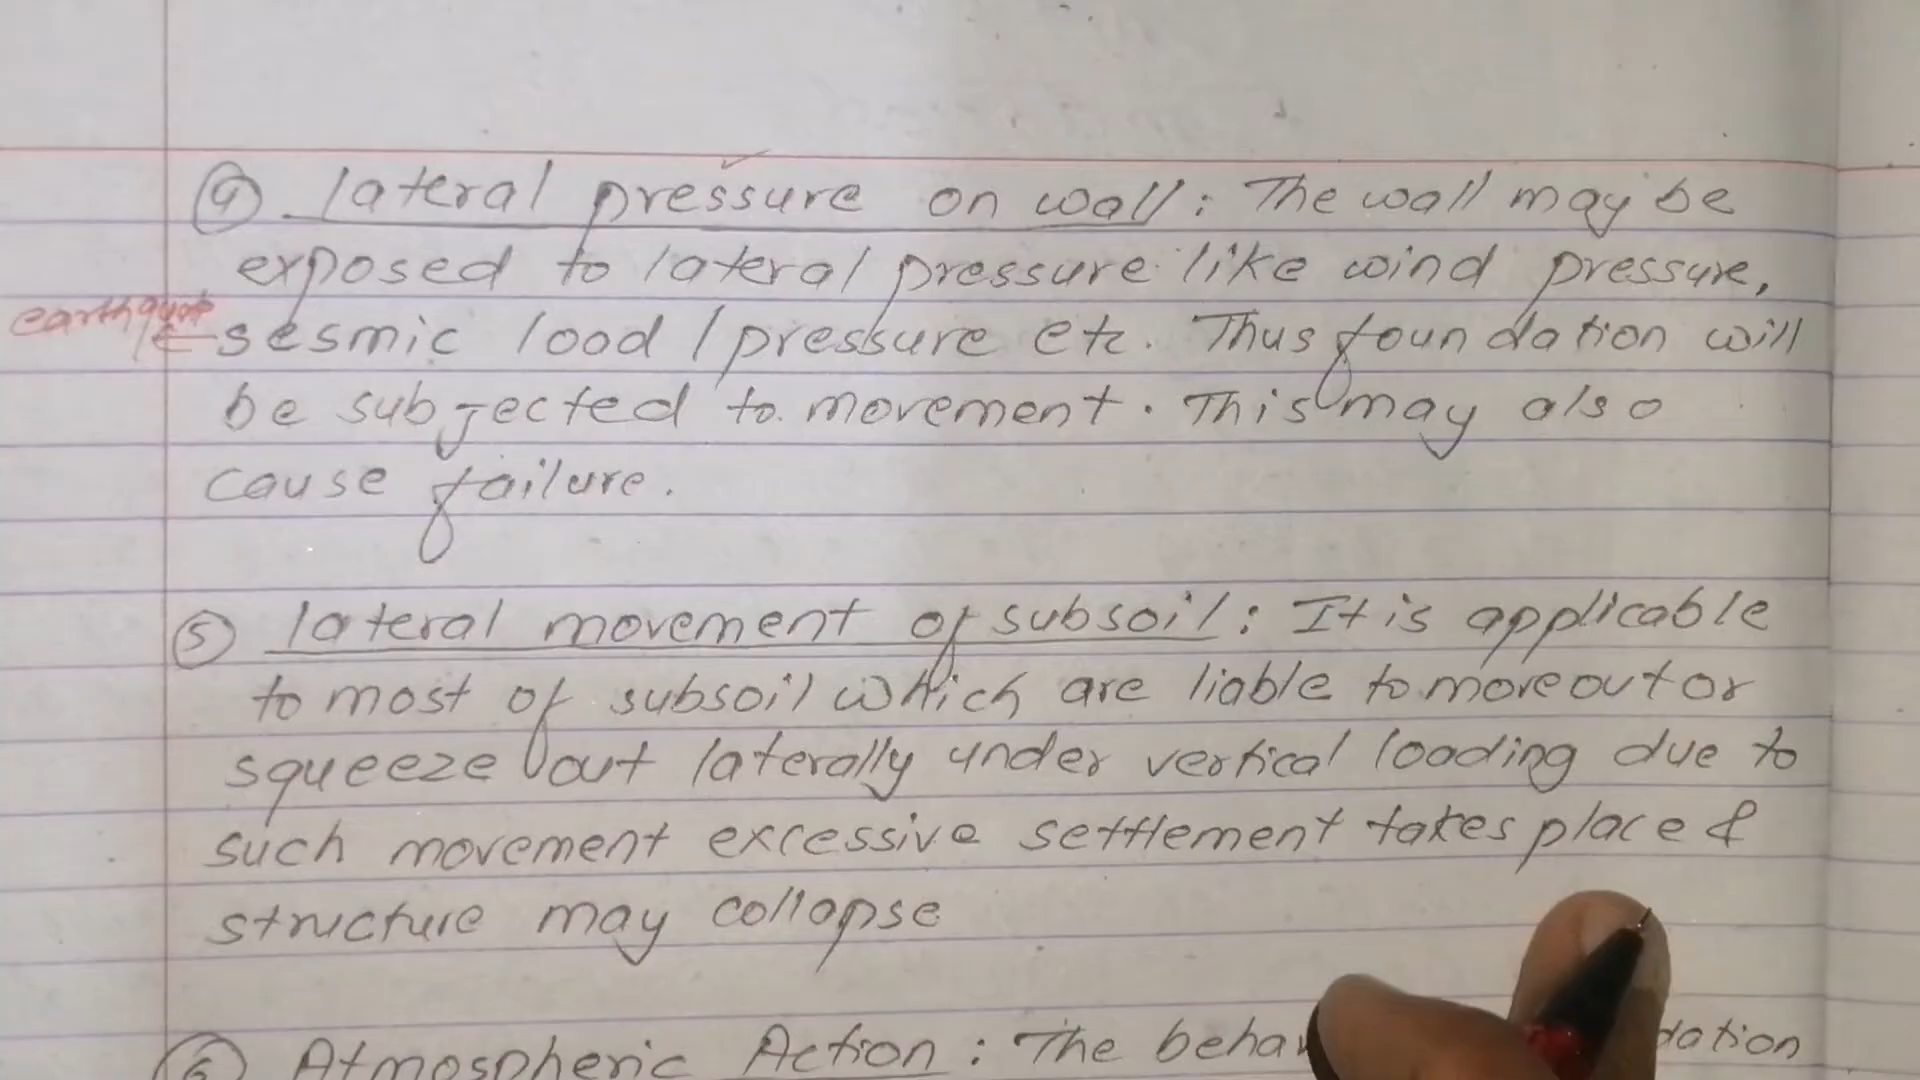 ④ lateral pressure on wall: The wall may be
exposed to lateral pressure like wind pressure,
earthquake
sesmic load / pressure etc. Thus foundation will
be subjected to movement. This may also
cause failure.
⑤ lateral movement of subsoil: It is applicable
to most of subsoil which are liable to move out or
squeeze out laterally under vertical loading due to
such movement excessive settlement takes place &
structure may collapse
⑥ Atmospheric Action: The beha dation